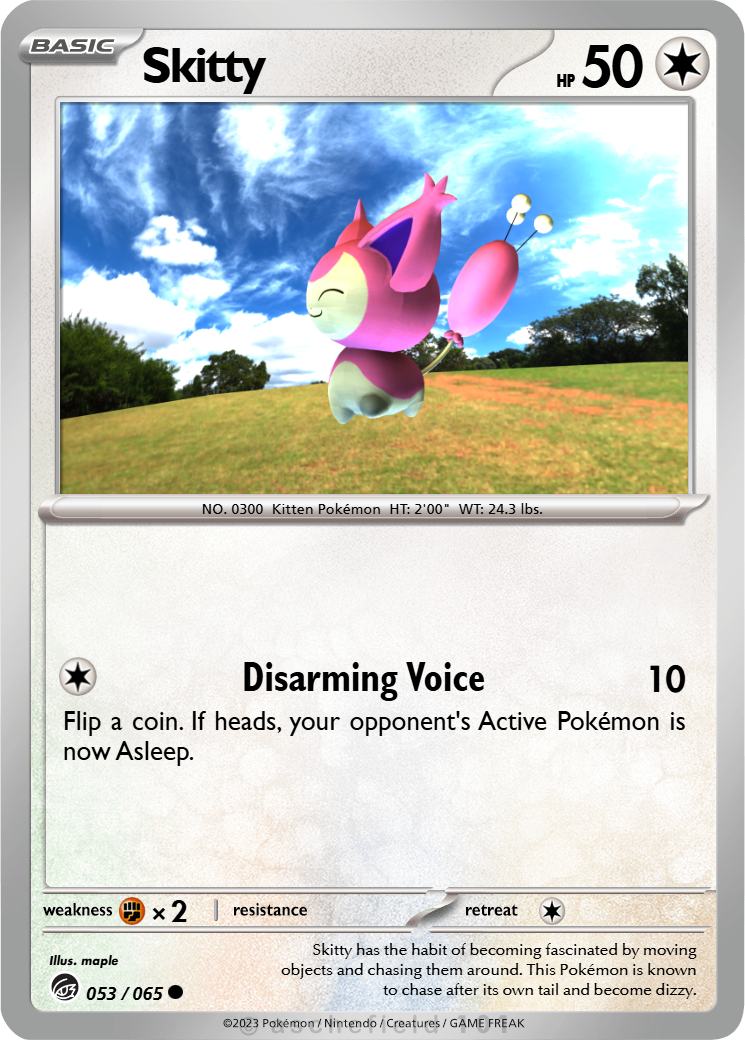 BASIC
Skitty
HP 50
NO. 0300 Kitten Pokémon HT: 2'00" WT: 24.3 lbs.
Disarming Voice 10
Flip a coin. If heads, your opponent's Active Pokémon is
now Asleep.
weakness × 2 resistance retreat
Illus. maple
053 / 065
Skitty has the habit of becoming fascinated by moving
objects and chasing them around. This Pokémon is known
to chase after its own tail and become dizzy.
©2023 Pokémon / Nintendo / Creatures / GAME FREAK